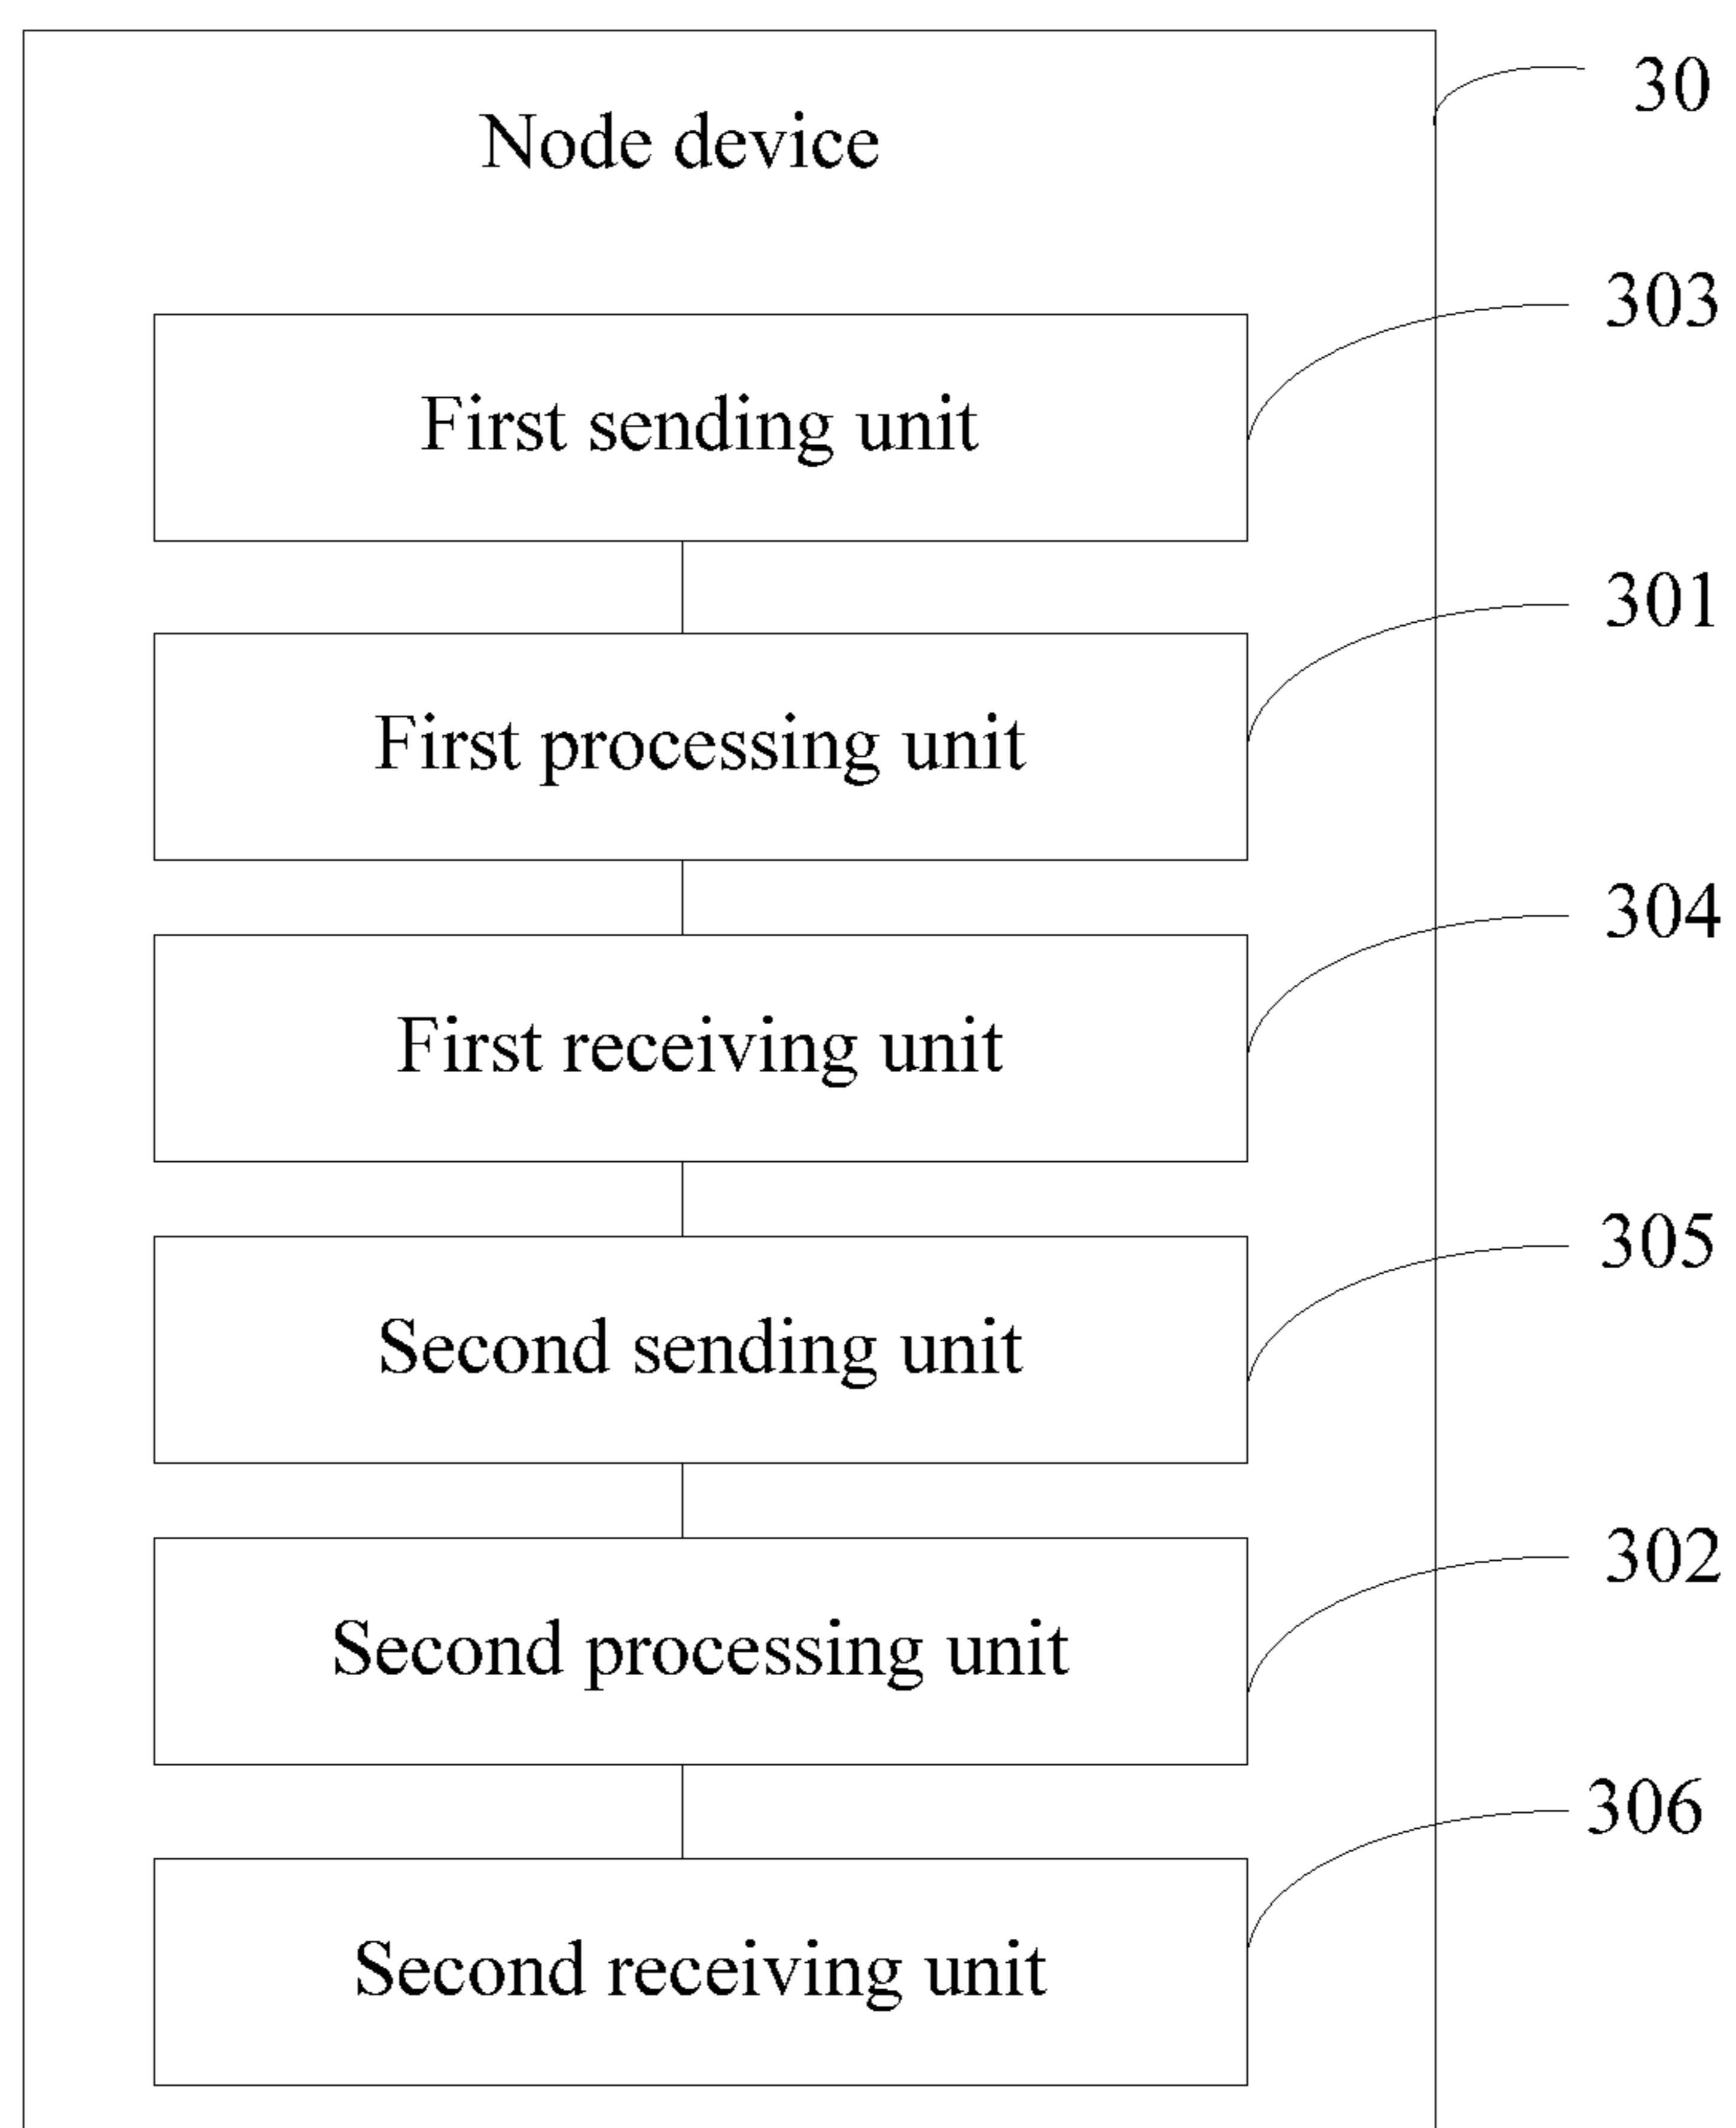 30
Node device
303
First sending unit
301
First processing unit
304
First receiving unit
305
Second sending unit
302
Second processing unit
306
Second receiving unit